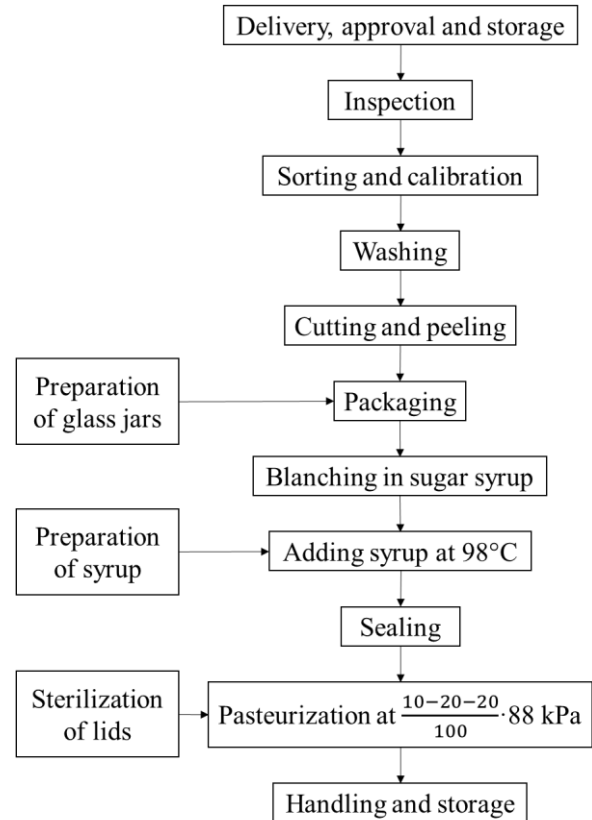 Delivery, approval and storage
Inspection
Sorting and calibration
Washing
Cutting and peeling
Preparation
of glass jars
Packaging
Blanching in sugar syrup
Preparation
of syrup
Adding syrup at 98°C
Sealing
Sterilization
of lids
Pasteurization at \frac{10-20-20}{100}·88 kPa
Handling and storage